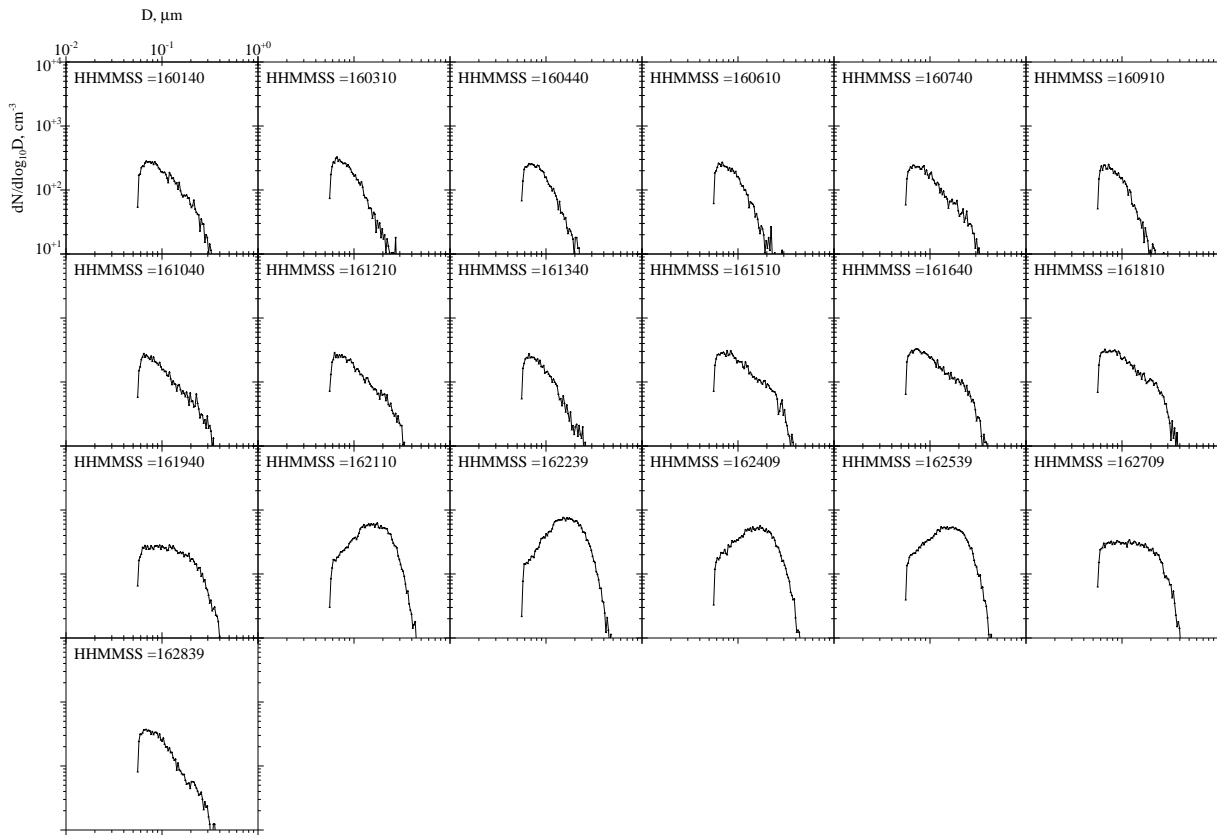 D, μm
10⁻² 10⁻¹ 10⁺⁰
dN/dlog₁₀D, cm⁻³
10⁺⁴
10⁺³
10⁺²
10⁺¹
HHMMSS =160140 HHMMSS =160310 HHMMSS =160440 HHMMSS =160610 HHMMSS =160740 HHMMSS =160910
HHMMSS =161040 HHMMSS =161210 HHMMSS =161340 HHMMSS =161510 HHMMSS =161640 HHMMSS =161810
HHMMSS =161940 HHMMSS =162110 HHMMSS =162239 HHMMSS =162409 HHMMSS =162539 HHMMSS =162709
HHMMSS =162839